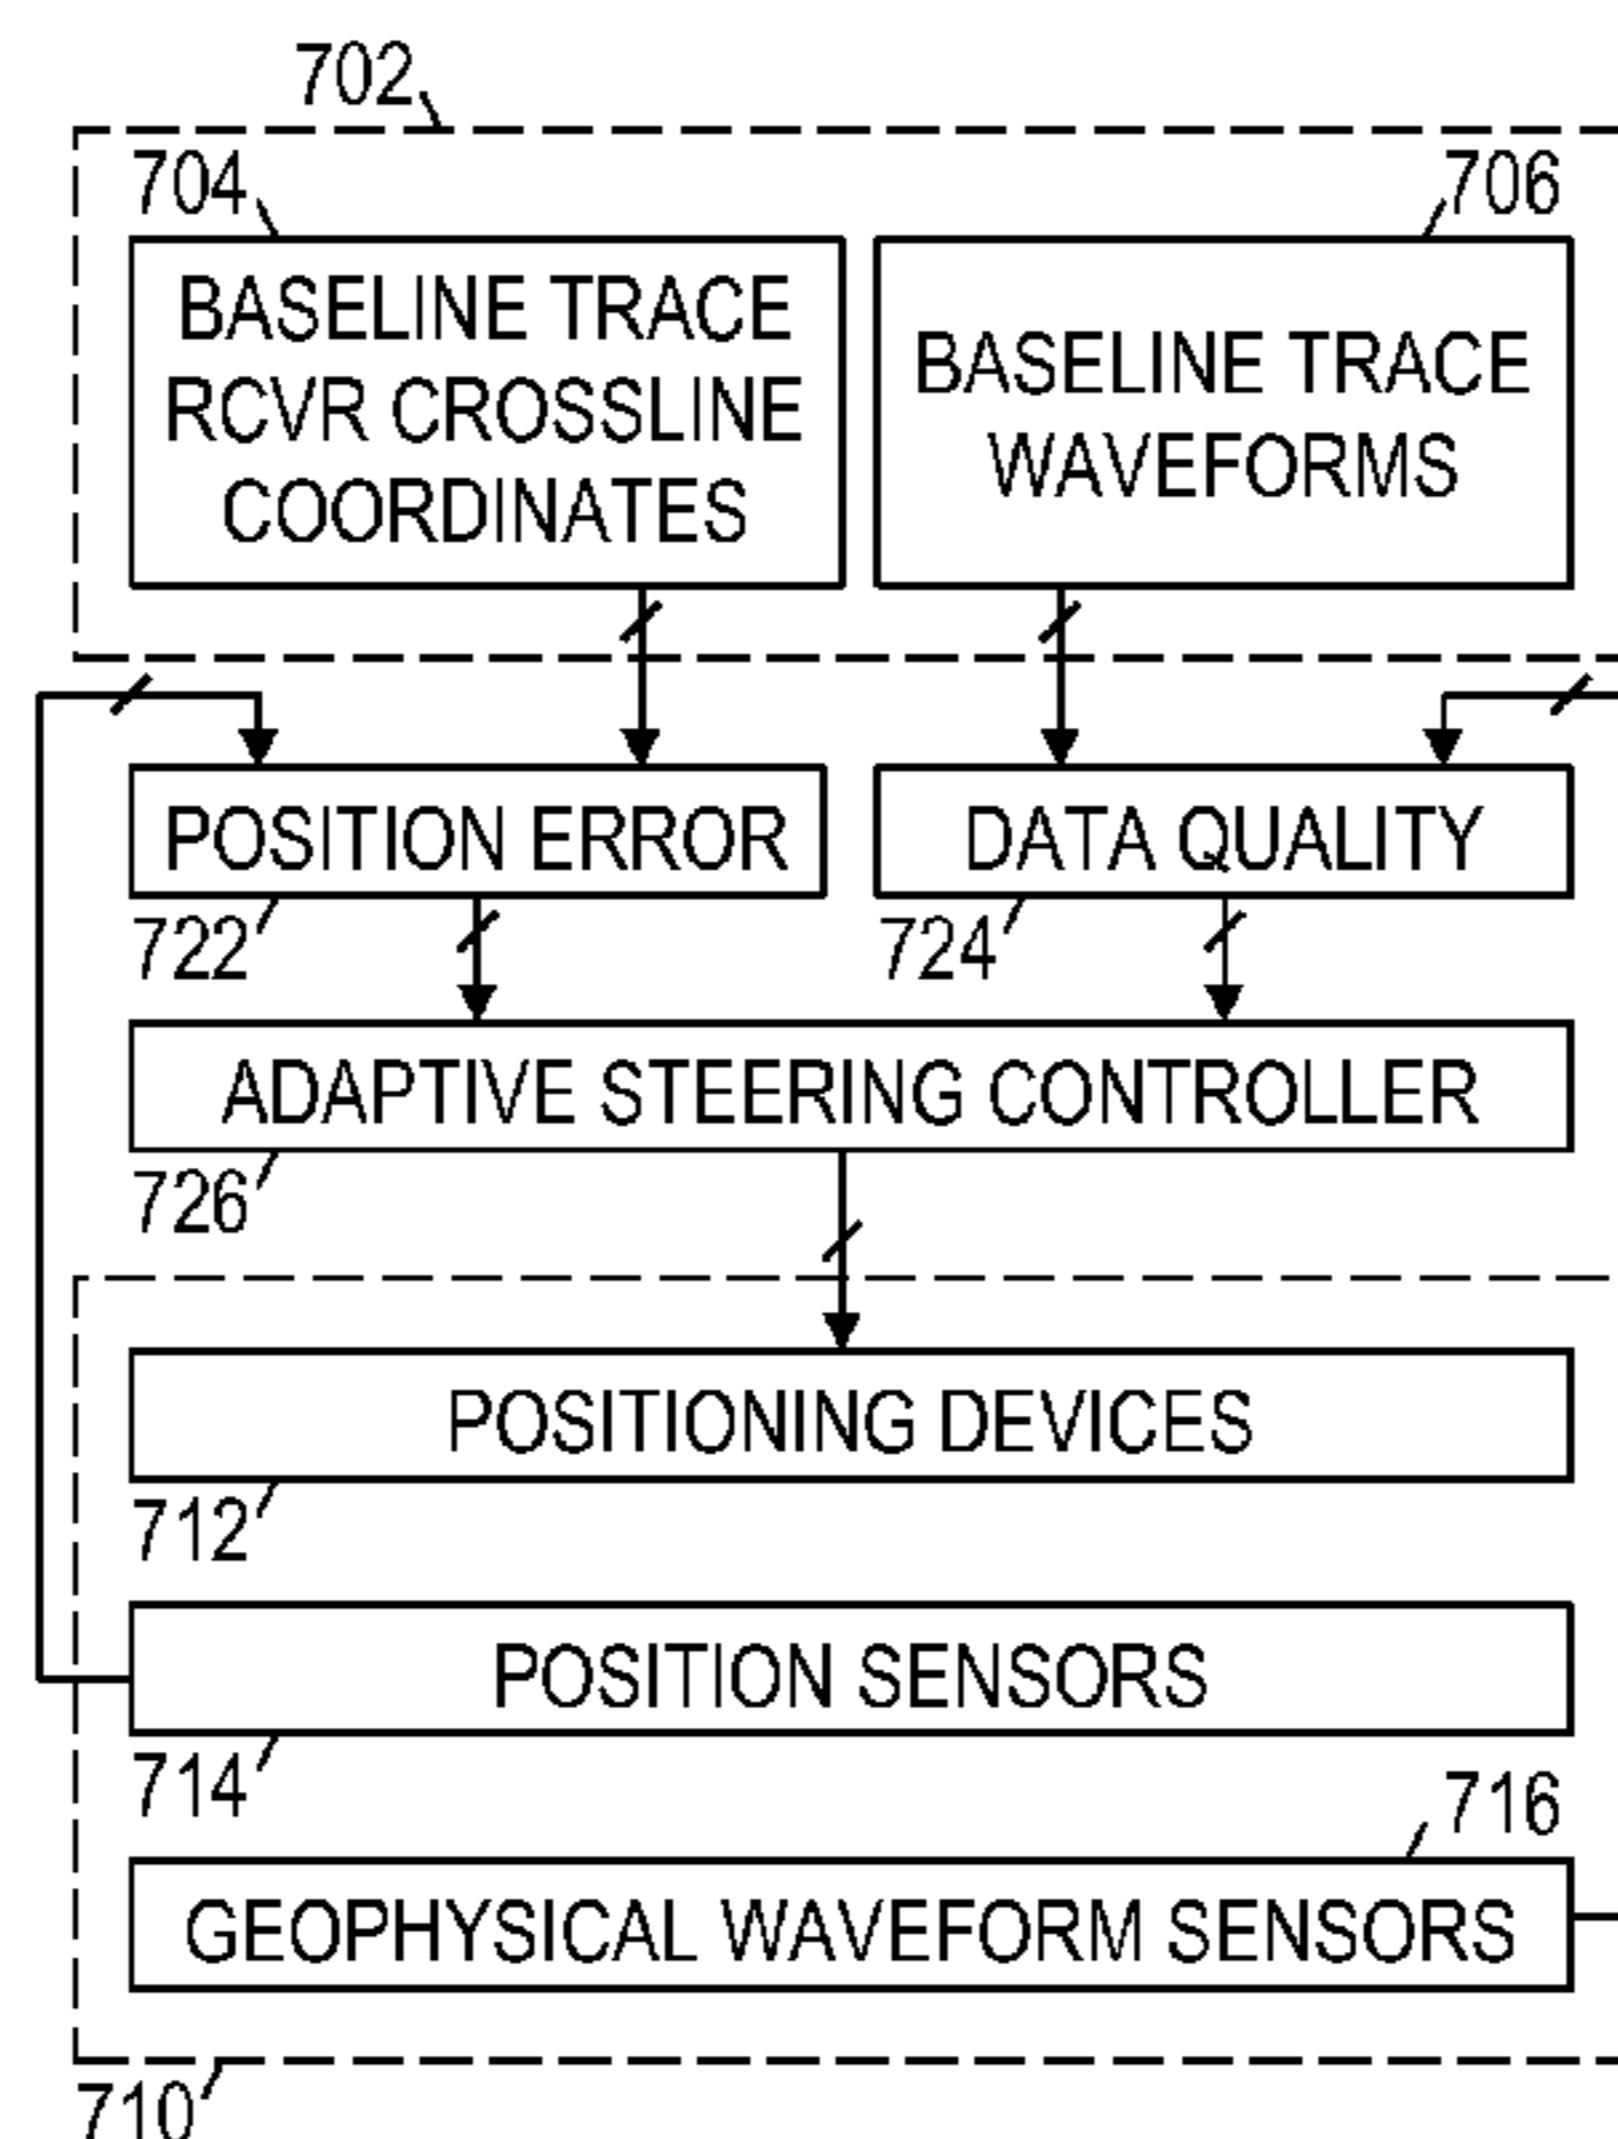 702
704
706
BASELINE TRACE
RCVR CROSSLINE
COORDINATES
BASELINE TRACE
WAVEFORMS
POSITION ERROR
DATA QUALITY
722
724
ADAPTIVE STEERING CONTROLLER
726
POSITIONING DEVICES
712
POSITION SENSORS
714
716
GEOPHYSICAL WAVEFORM SENSORS
710